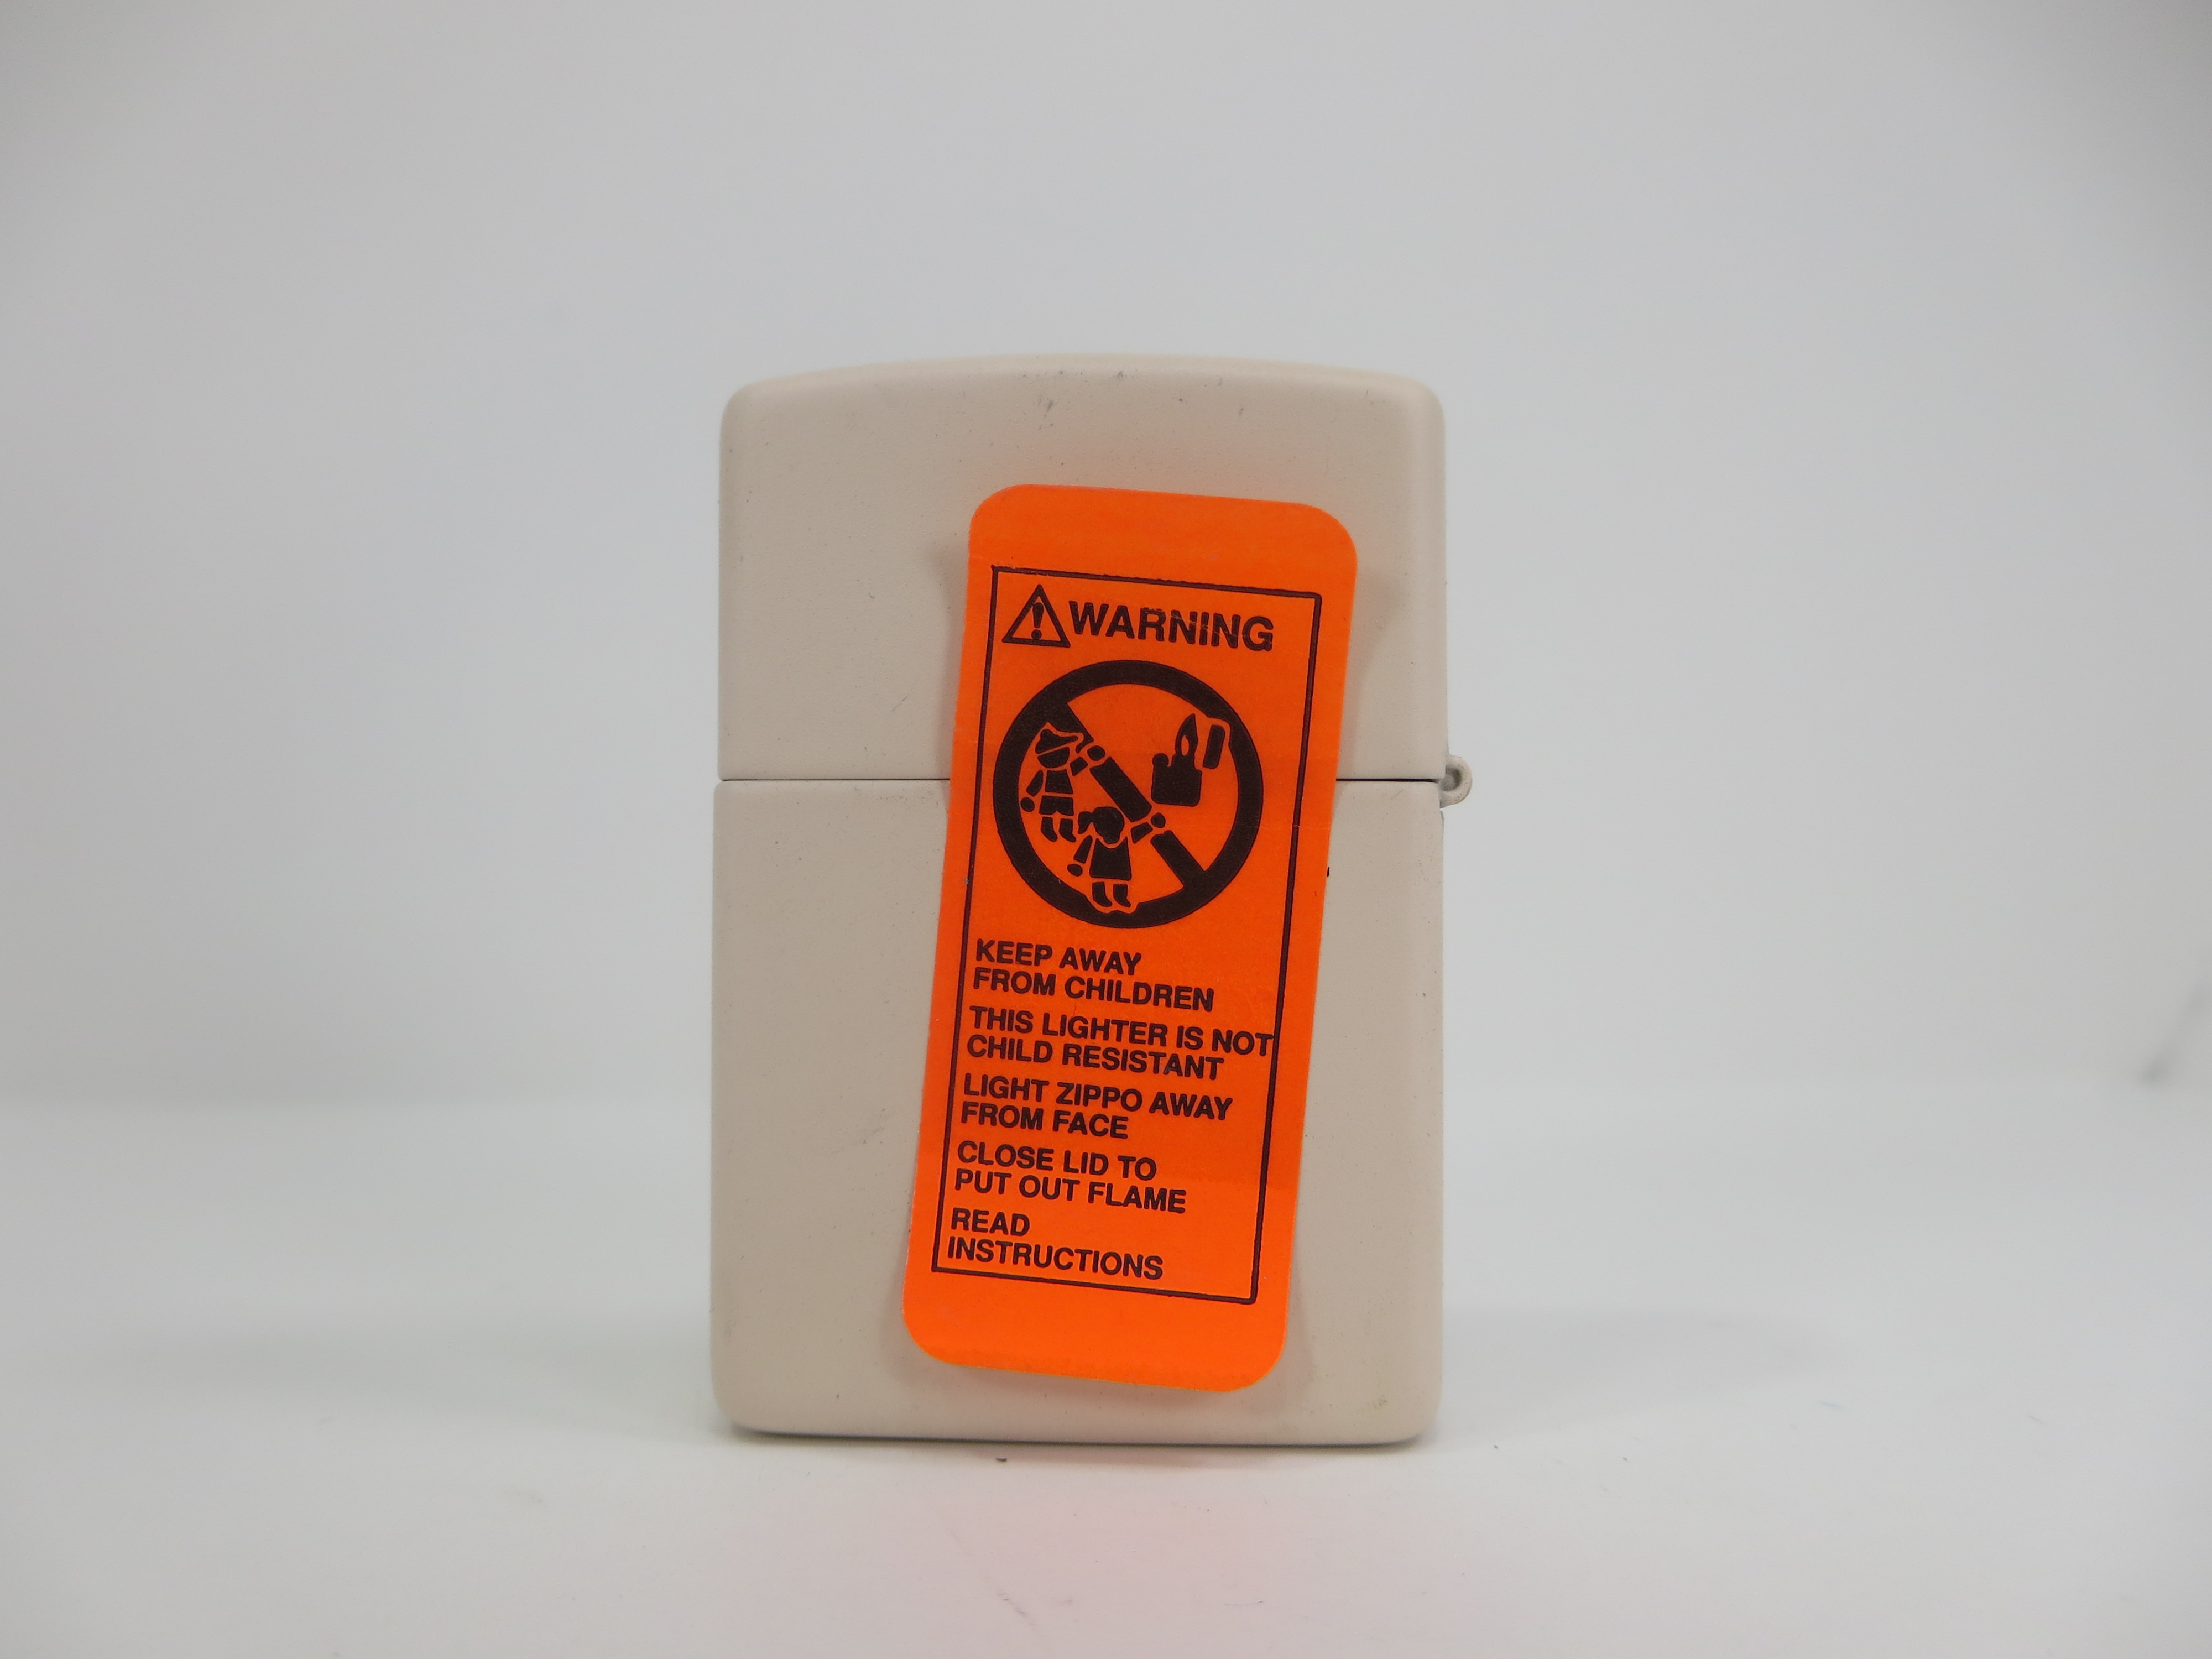 WARNING
KEEP AWAY
FROM CHILDREN
THIS LIGHTER IS NOT
CHILD RESISTANT
LIGHT ZIPPO AWAY
FROM FACE
CLOSE LID TO
PUT OUT FLAME
READ
INSTRUCTIONS